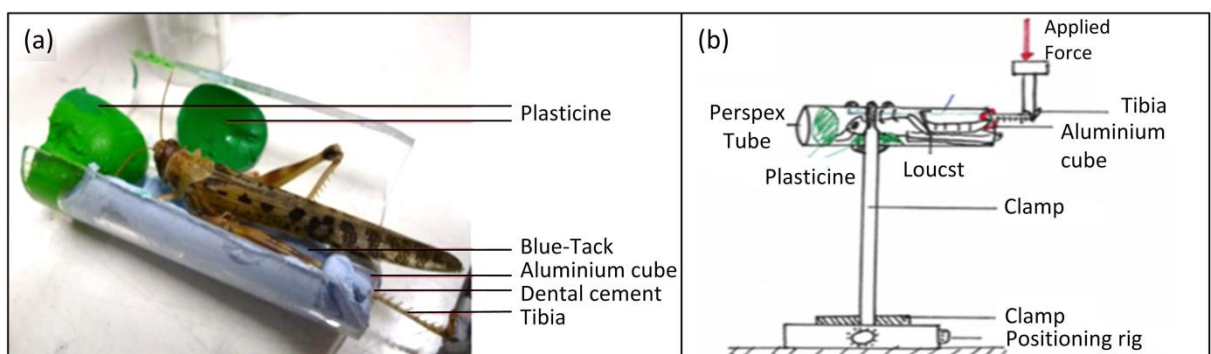 (a)
Plasticine
Blue-Tack
Aluminium cube
Dental cement
Tibia
(b)
Applied
Force
Perspex
Tube
Tibia
Aluminium
cube
Plasticine
Loucst
Clamp
Clamp
Positioning rig